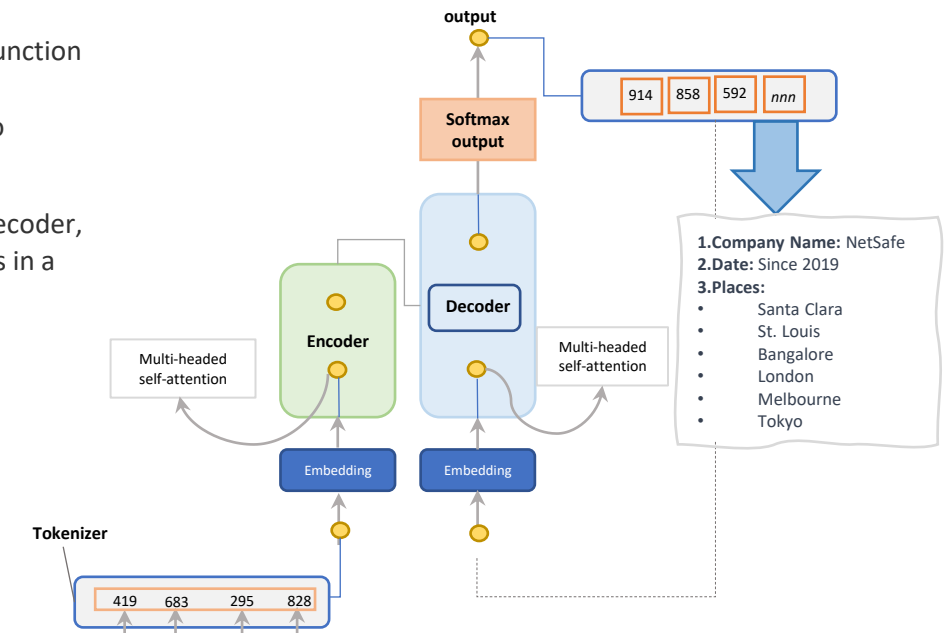 unction
o
ecoder,
s in a
output
914 858 592 nnn
Softmax
output
1.Company Name: NetSafe
2.Date: Since 2019
3.Places:
• Santa Clara
• St. Louis
• Bangalore
• London
• Melbourne
• Tokyo
Decoder
Encoder
Multi-headed
self-attention
Multi-headed
self-attention
Embedding
Embedding
Tokenizer
419 683 295 828